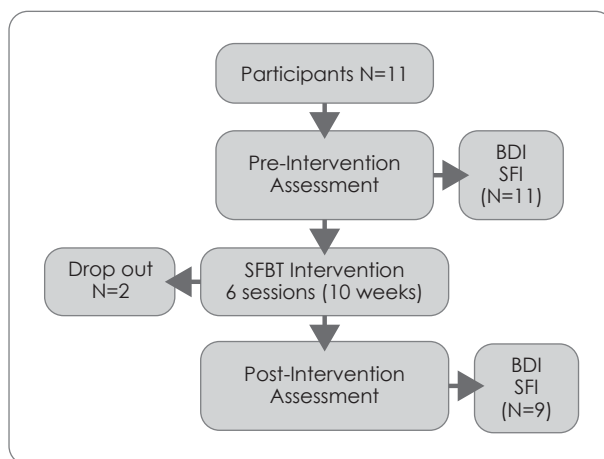 Participants N=11
Pre-Intervention
Assessment
BDI
SFI
(N=11)
Drop out
N=2
SFBT Intervention
6 sessions (10 weeks)
Post-Intervention
Assessment
BDI
SFI
(N=9)